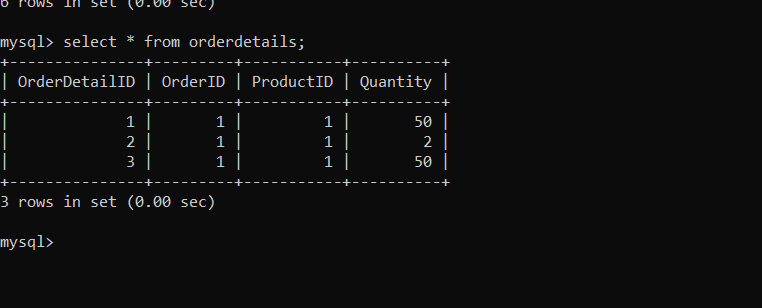 6 rows in set (0.00 sec)
mysql> select * from orderdetails;
+---------------+---------+-----------+----------+
| OrderDetailID | OrderID | ProductID | Quantity |
+---------------+---------+-----------+----------+
|             1 |       1 |         1 |       50 |
|             2 |       1 |         1 |        2 |
|             3 |       1 |         1 |       50 |
+---------------+---------+-----------+----------+
3 rows in set (0.00 sec)
mysql>